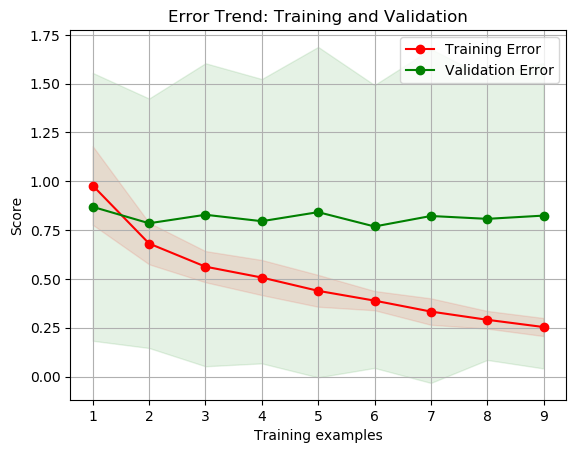 Error Trend: Training and Validation
Training Error
Validation Error
Score
1.75
1.50
1.25
1.00
0.75
0.50
0.25
0.00
1 2 3 4 5 6 7 8 9
Training examples